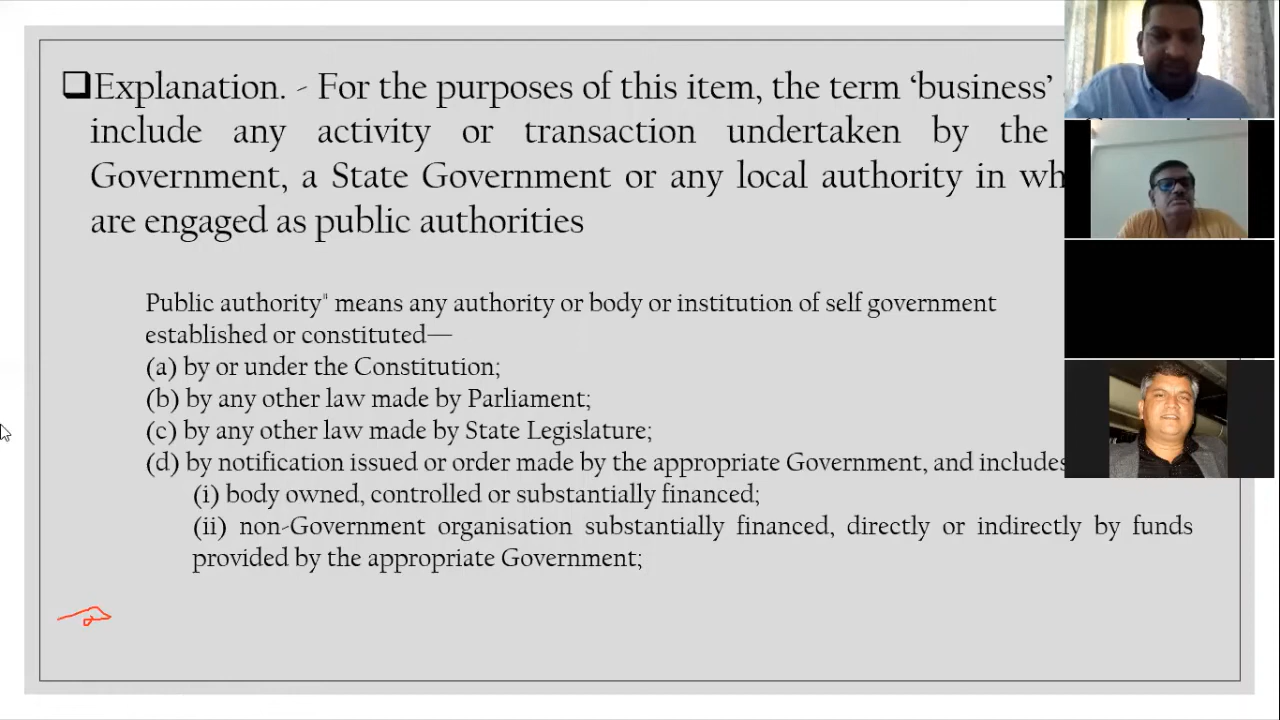 Explanation. - For the purposes of this item, the term ‘business’
include any activity or transaction undertaken by the
Government, a State Government or any local authority in
are engaged as public authorities
Public authority" means any authority or body or institution of self government
established or constituted—
(a) by or under the Constitution;
(b) by any other law made by Parliament;
(c) by any other law made by State Legislature;
(d) by notification issued or order made by the appropriate Government, and includes
(i) body owned, controlled or substantially financed;
(ii) non-Government organisation substantially financed, directly or indirectly by funds
provided by the appropriate Government;